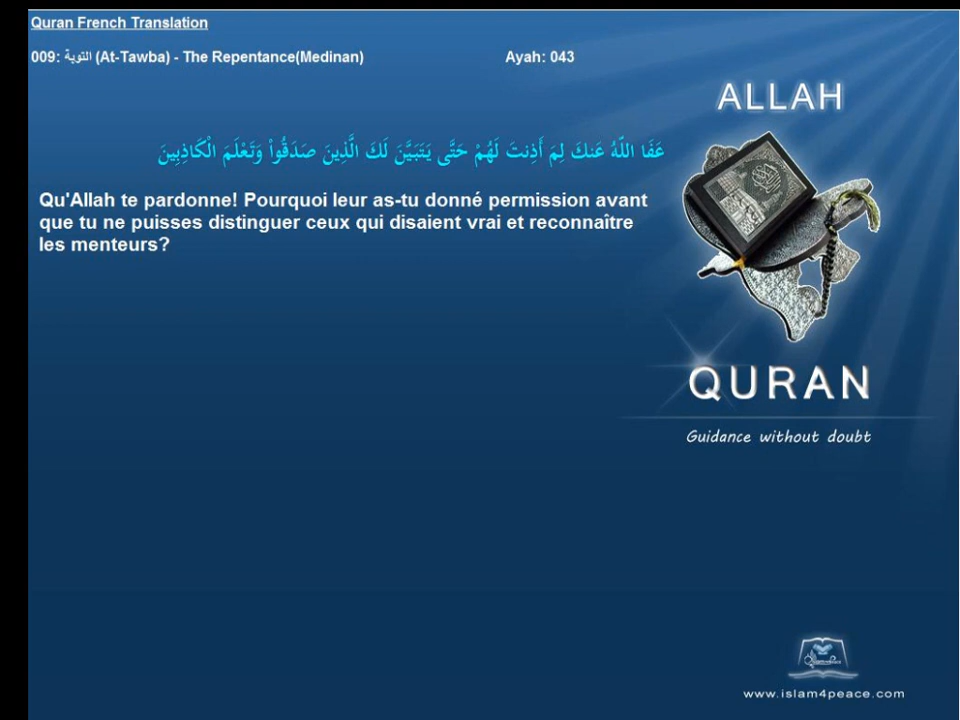 Quran French Translation
009: التوبة (At-Tawba) - The Repentance(Medinan) Ayah: 043
ALLAH
عَفَا اللّهُ عَنكَ لِمَ أَذِنتَ لَهُمْ حَتَّى يَتَبَيَّنَ لَكَ الَّذِينَ صَدَقُواْ وَتَعْلَمَ الْكَاذِبِينَ
Qu'Allah te pardonne! Pourquoi leur as-tu donné permission avant
que tu ne puisses distinguer ceux qui disaient vrai et reconnaître
les menteurs?
QURAN
Guidance without doubt
www.islam4peace.com